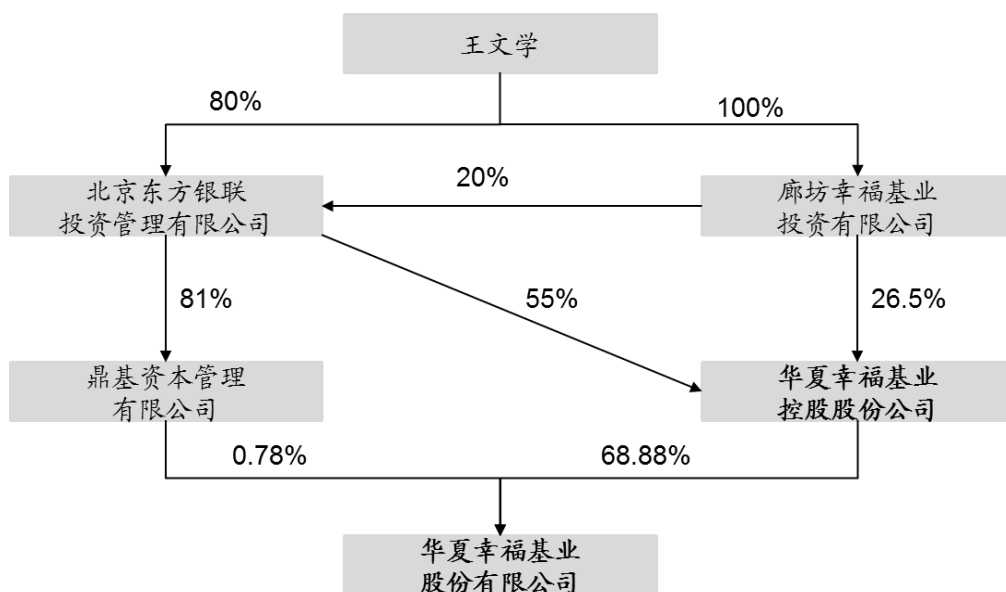 王文学
80%
100%
北京东方银联
投资管理有限公司
20%
廊坊幸福基业
投资有限公司
81%
55%
26.5%
鼎基资本管理
有限公司
华夏幸福基业
控股股份公司
0.78%
68.88%
华夏幸福基业
股份有限公司